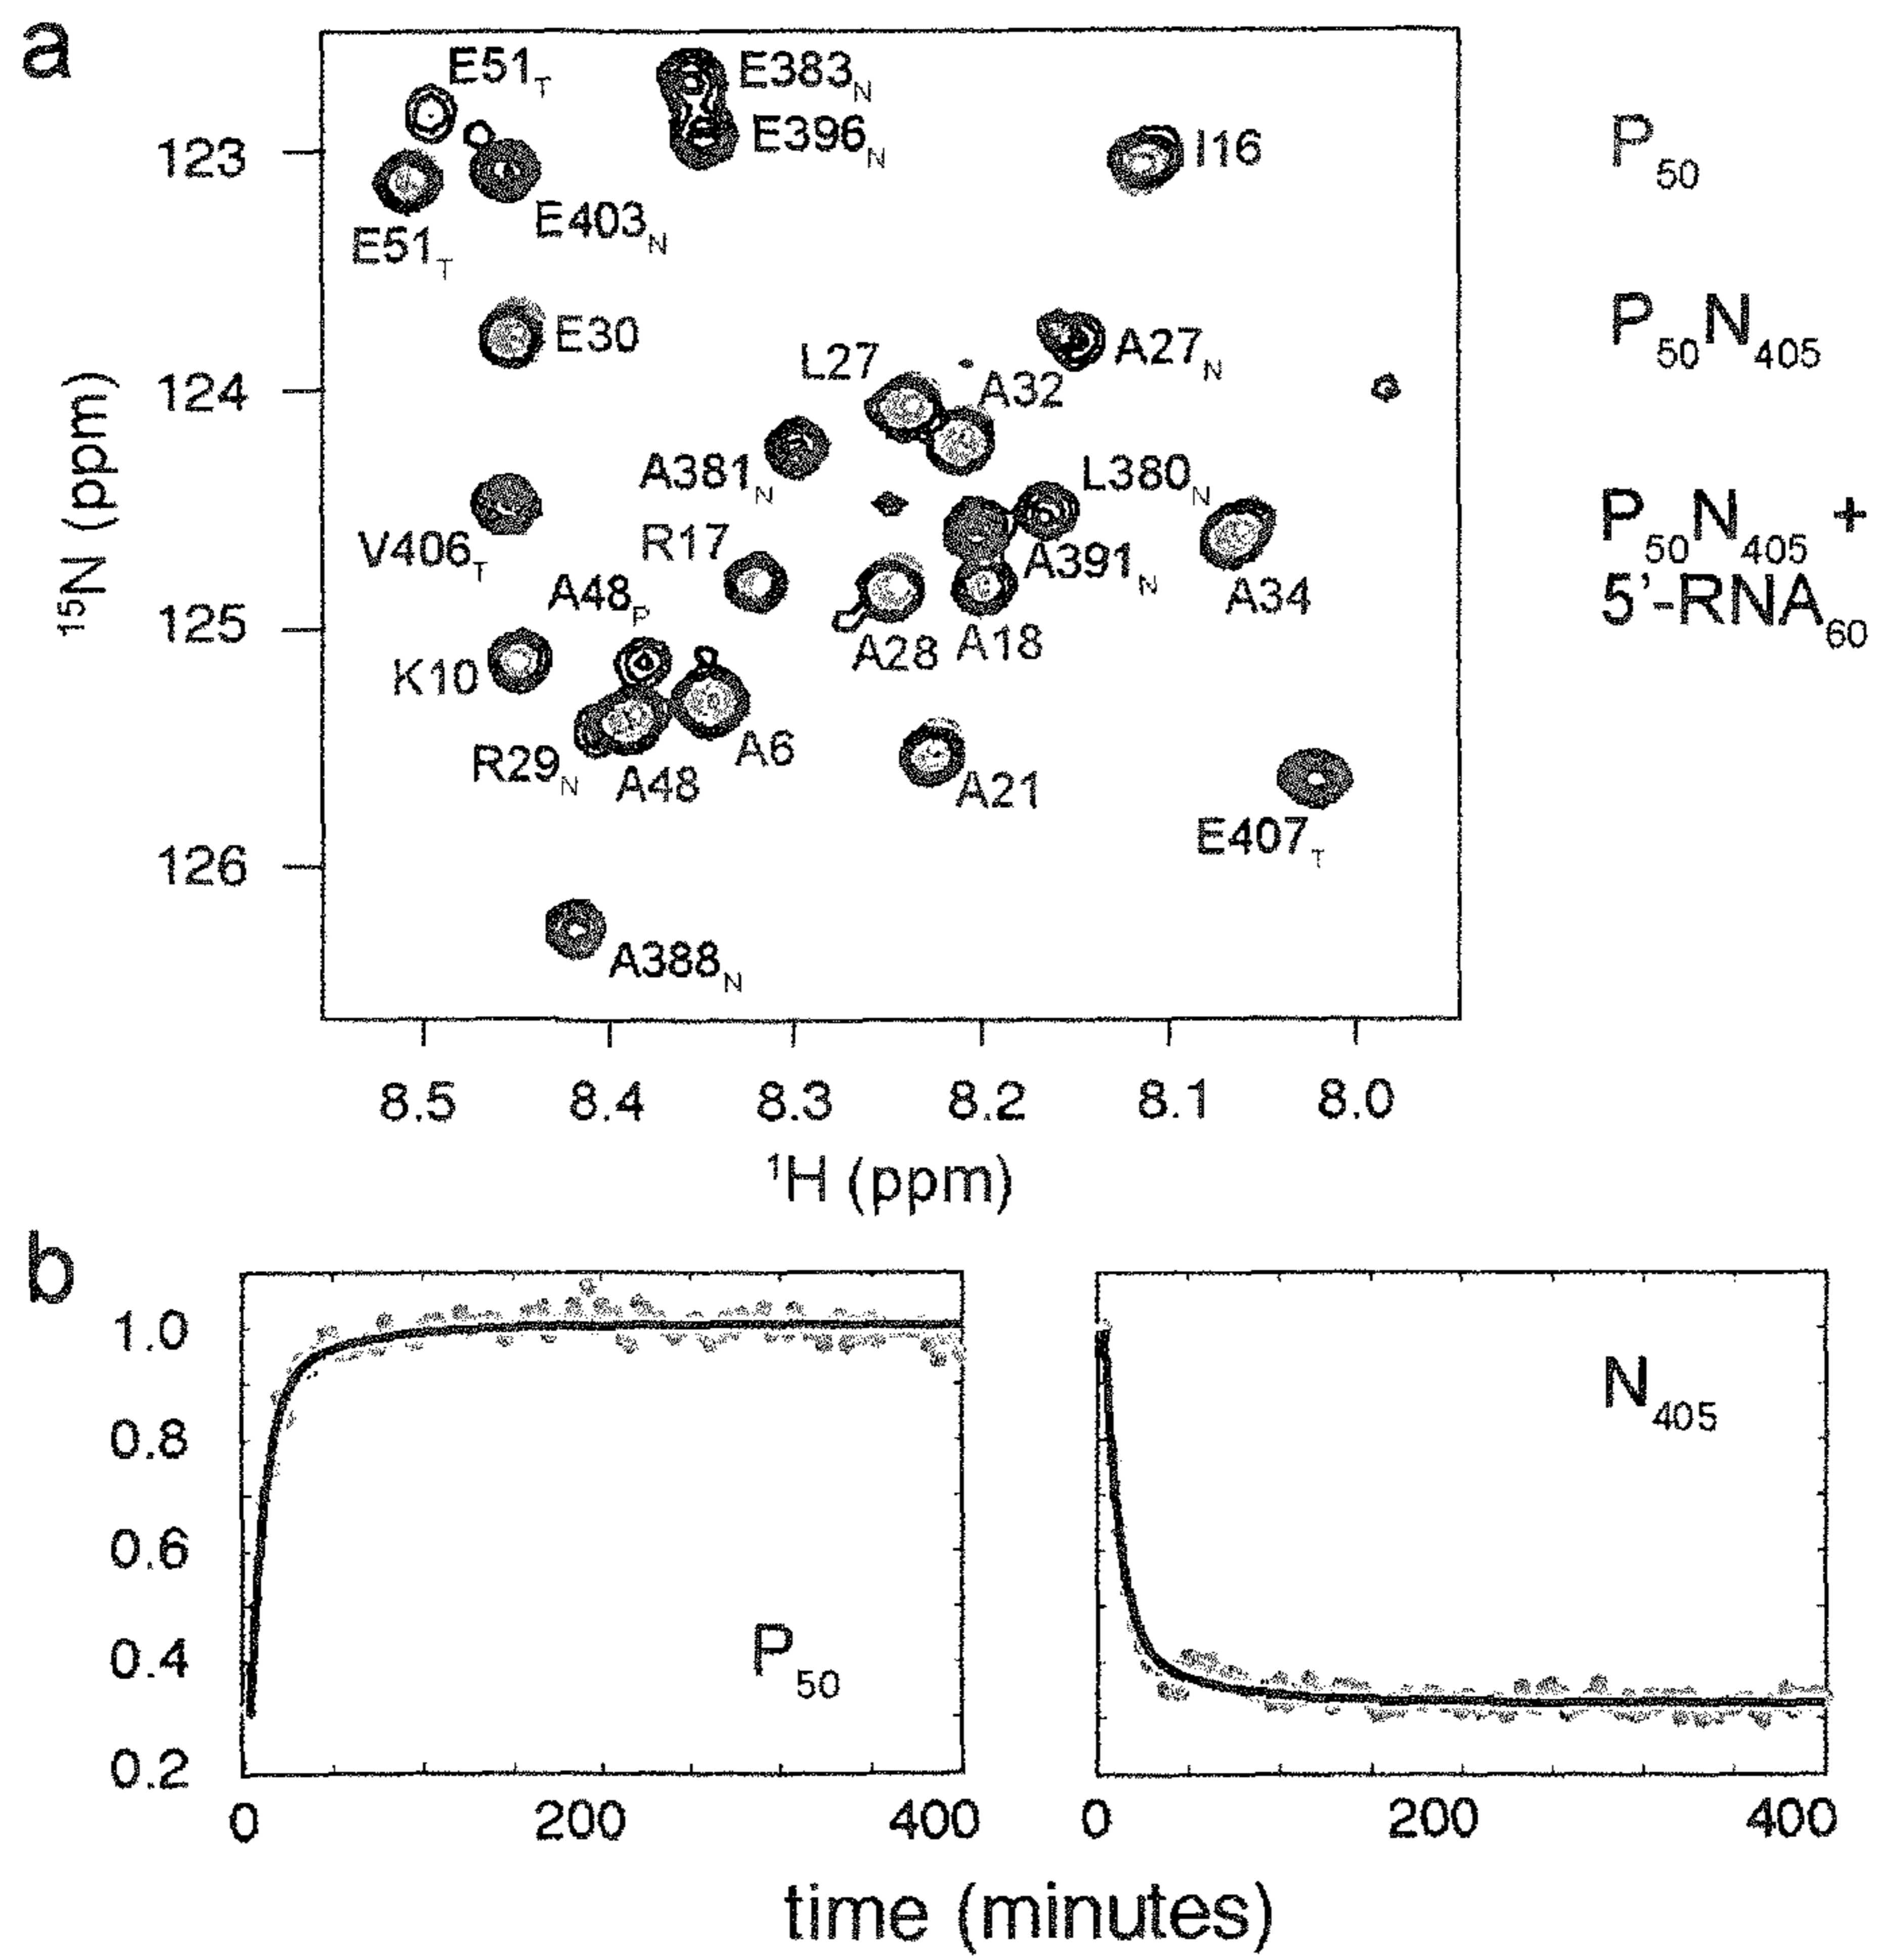 a
E51T
E383N
E396N
I16
P50
123
E403N
E51T
E30
A27N
P50N405
L27
A32
124
A381N
L380N
P50N405 +
V406T
R17
A391N
A34
5'-RNA60
A48P
125
A28
A18
K10
R29N
A48
A6
A21
E407T
126
A388N
15N (ppm)
8.5 8.4 8.3 8.2 8.1 8.0
1H (ppm)
b
1.0
0.8
0.6
0.4
0.2
P50
N405
0 200 400 0 200 400
time (minutes)